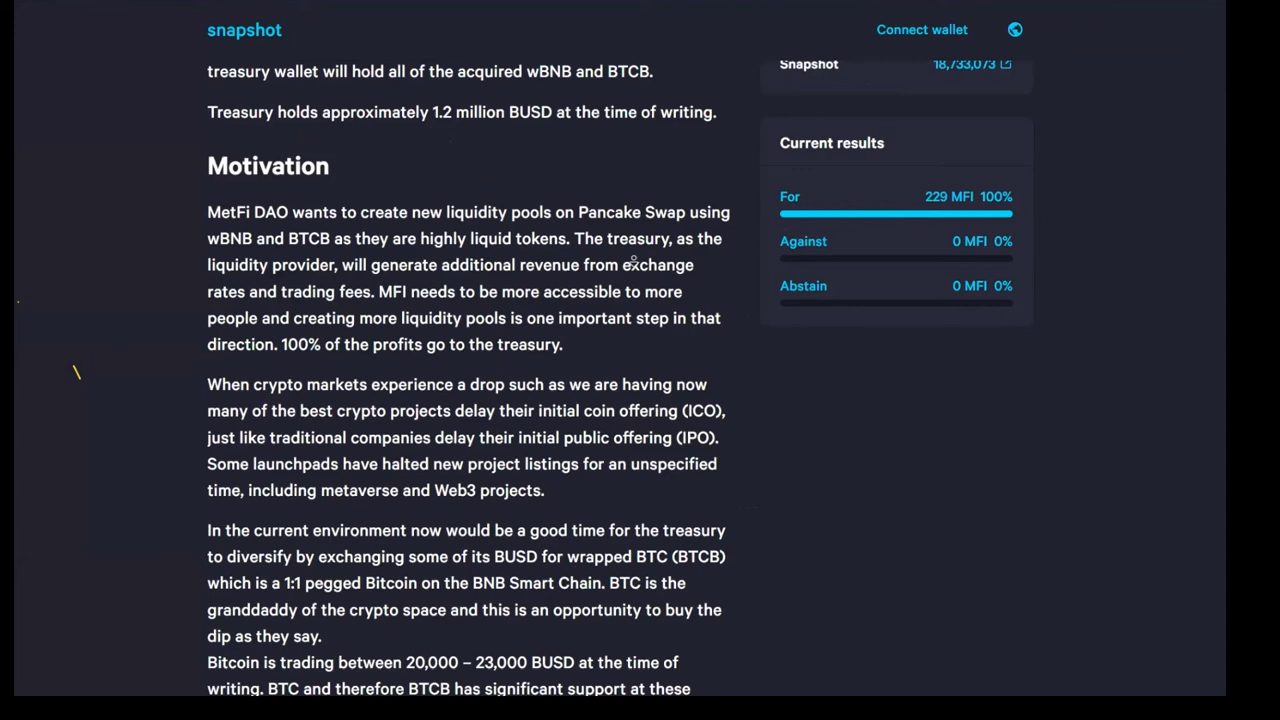 snapshot
Connect wallet
treasury wallet will hold all of the acquired wBNB and BTCB.
Treasury holds approximately 1.2 million BUSD at the time of writing.
Motivation
MetFi DAO wants to create new liquidity pools on Pancake Swap using
wBNB and BTCB as they are highly liquid tokens. The treasury, as the
liquidity provider, will generate additional revenue from exchange
rates and trading fees. MFI needs to be more accessible to more
people and creating more liquidity pools is one important step in that
direction. 100% of the profits go to the treasury.
When crypto markets experience a drop such as we are having now
many of the best crypto projects delay their initial coin offering (ICO),
just like traditional companies delay their initial public offering (IPO).
Some launchpads have halted new project listings for an unspecified
time, including metaverse and Web3 projects.
In the current environment now would be a good time for the treasury
to diversify by exchanging some of its BUSD for wrapped BTC (BTCB)
which is a 1:1 pegged Bitcoin on the BNB Smart Chain. BTC is the
granddaddy of the crypto space and this is an opportunity to buy the
dip as they say.
Bitcoin is trading between 20,000 – 23,000 BUSD at the time of
writing. BTC and therefore BTCB has significant support at these
Snapshot 18,733,073
Current results
For 229 MFI 100%
Against 0 MFI 0%
Abstain 0 MFI 0%